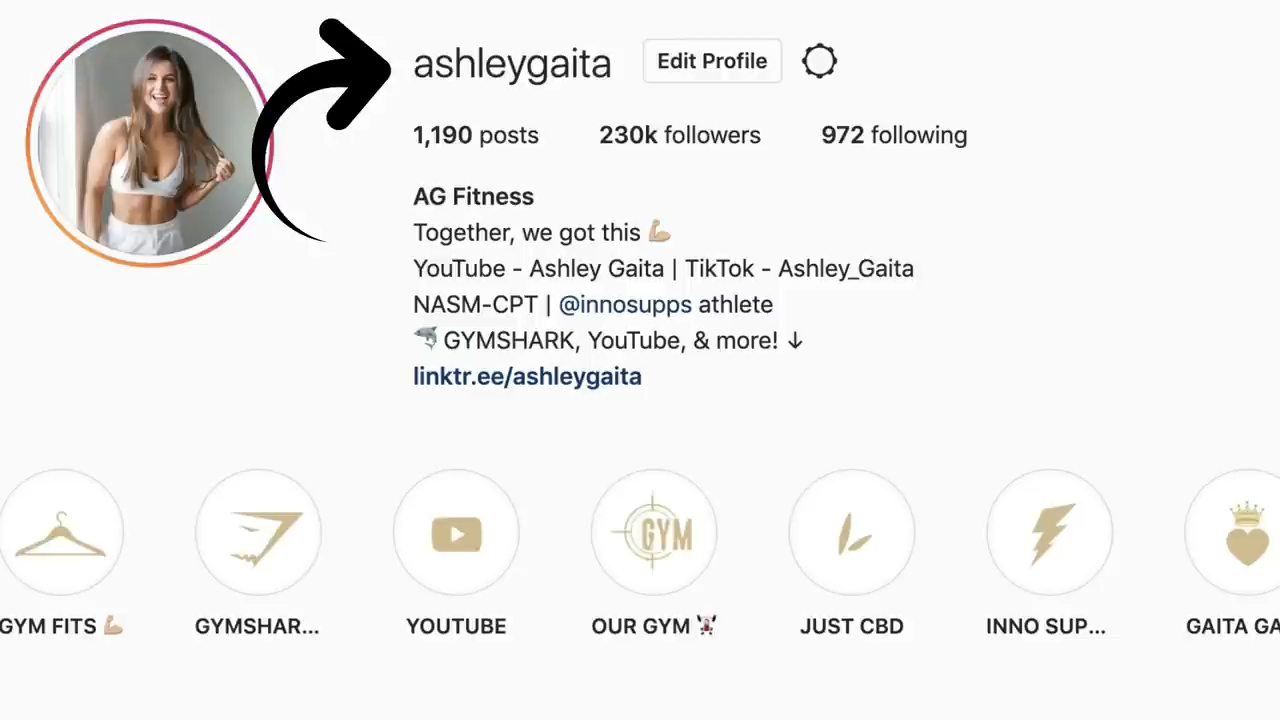 ashleygaita Edit Profile
1,190 posts 230k followers 972 following
AG Fitness
Together, we got this 💪🏼
YouTube - Ashley Gaita | TikTok - Ashley_Gaita
NASM-CPT | @innosupps athlete
🦈 GYMSHARK, YouTube, & more! ↓
linktr.ee/ashleygaita
GYM
GYM FITS 💪🏼 GYMSHAR... YOUTUBE OUR GYM 🏋🏻‍♀️ JUST CBD INNO SUP... GAITA GA